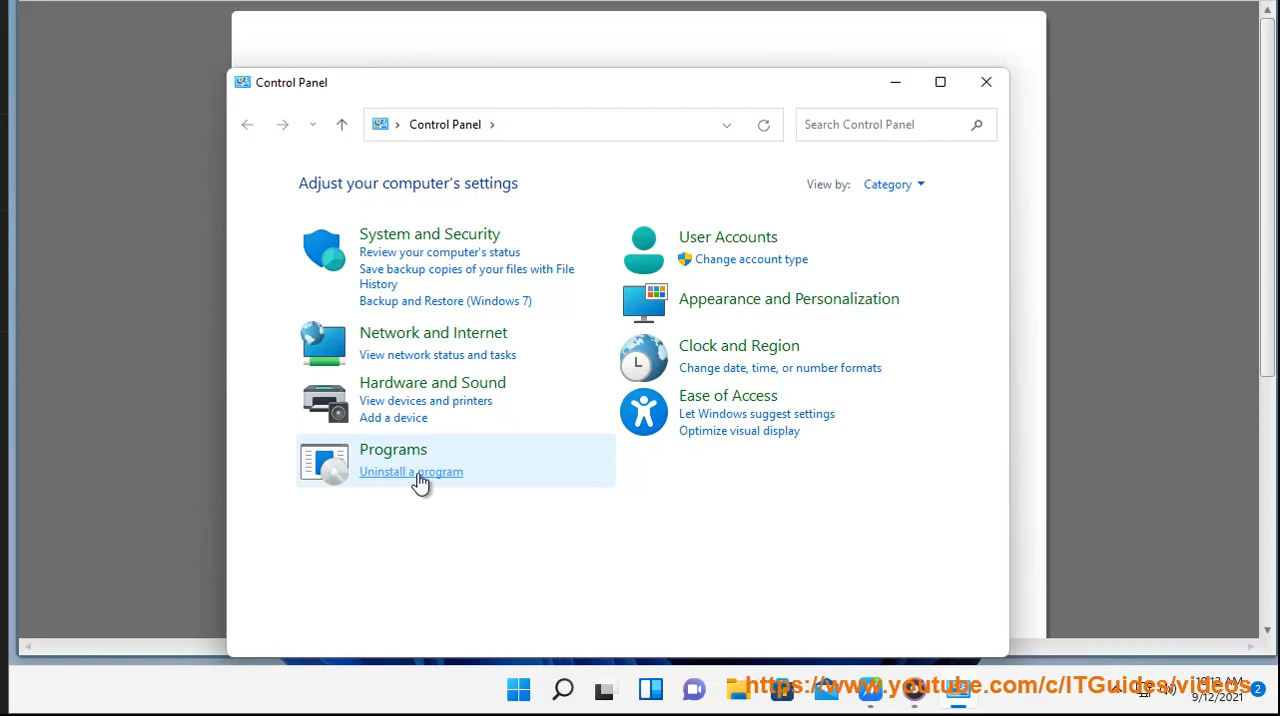 Control Panel
Control Panel
Search Control Panel
Adjust your computer's settings
View by:
Category
System and Security
Review your computer's status
Save backup copies of your files with File
History
Backup and Restore (Windows 7)
Network and Internet
View network status and tasks
Hardware and Sound
View devices and printers
Add a device
Programs
Uninstall a program
User Accounts
Change account type
Appearance and Personalization
Clock and Region
Change date, time, or number formats
Ease of Access
Let Windows suggest settings
Optimize visual display
https://www.youtube.com/c/ITGuides/videos
AM
9/12/2021
2